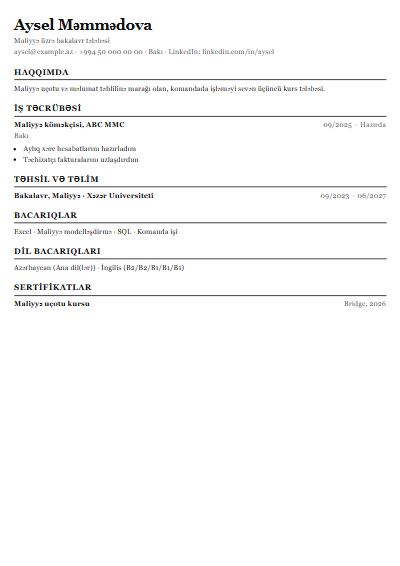 Aysel Məmmədova
Maliyyə üzrə bakalavr tələbəsi
aysel@example.az · +994 50 000 00 00 · Bakı · LinkedIn: linkedin.com/in/aysel
HAQQIMDA
Maliyyə uçotu və məlumat təhlilinə marağı olan, komandada işləməyi sevən üçüncü kurs tələbəsi.
İŞ TƏCRÜBƏSİ
Maliyyə köməkçisi, ABC MMC 09/2025 – Hazırda
Bakı
• Aylıq xərc hesabatlarını hazırladım
• Təchizatçı fakturalarını uzlaşdırdım
TƏHSİL VƏ TƏLİM
Bakalavr, Maliyyə · Xəzər Universiteti 09/2023 – 06/2027
BACARIQLAR
Excel · Maliyyə modelləşdirmə · SQL · Komanda işi
DİL BACARIQLARI
Azərbaycan (Ana dil(lər)) · İngilis (B2/B2/B1/B1/B1)
SERTİFİKATLAR
Maliyyə uçotu kursu Bridge, 2026